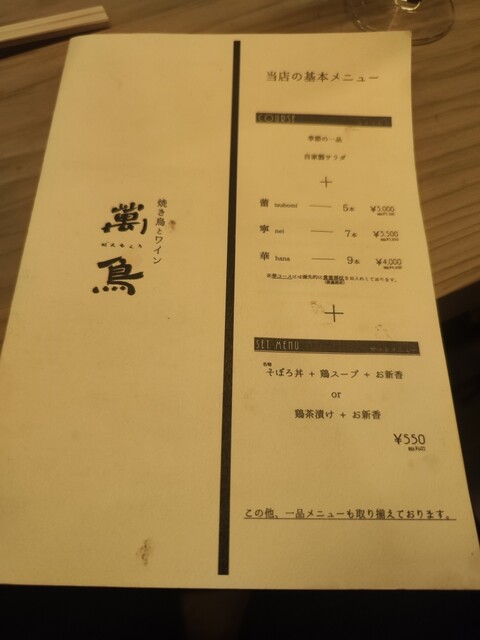 焼き鳥とワイン
萬鳥
当店の基本メニュー
COURSE
季節の一品
自家製サラダ
+
蕾 tsubomi —— 5本 ¥3,000
寧 nei —— 7本 ¥3,500
華 hana —— 9本 ¥4,000
+
SET MENU
そぼろ丼 + 鶏スープ + お新香
or
鶏茶漬け + お新香
¥550
この他、一品メニューも取り揃えております。